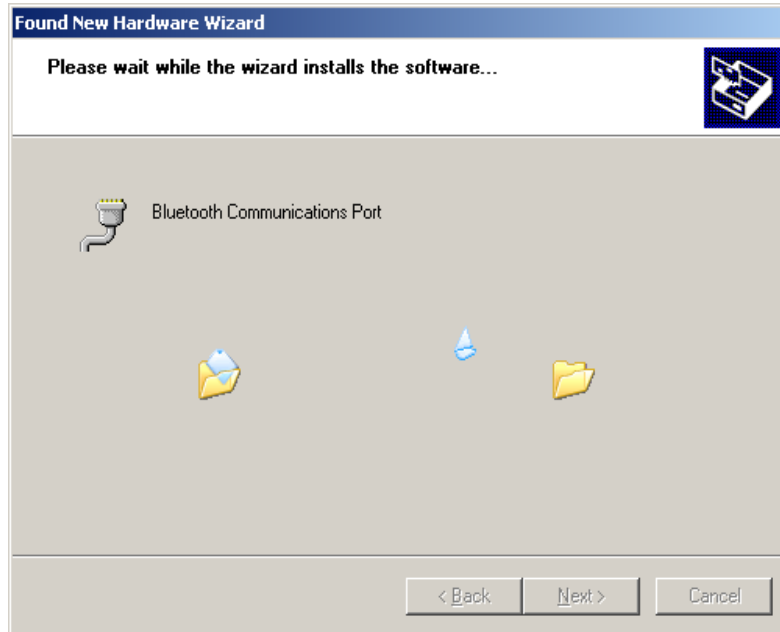 Found New Hardware Wizard
Please wait while the wizard installs the software...
Bluetooth Communications Port
< Back
Next >
Cancel